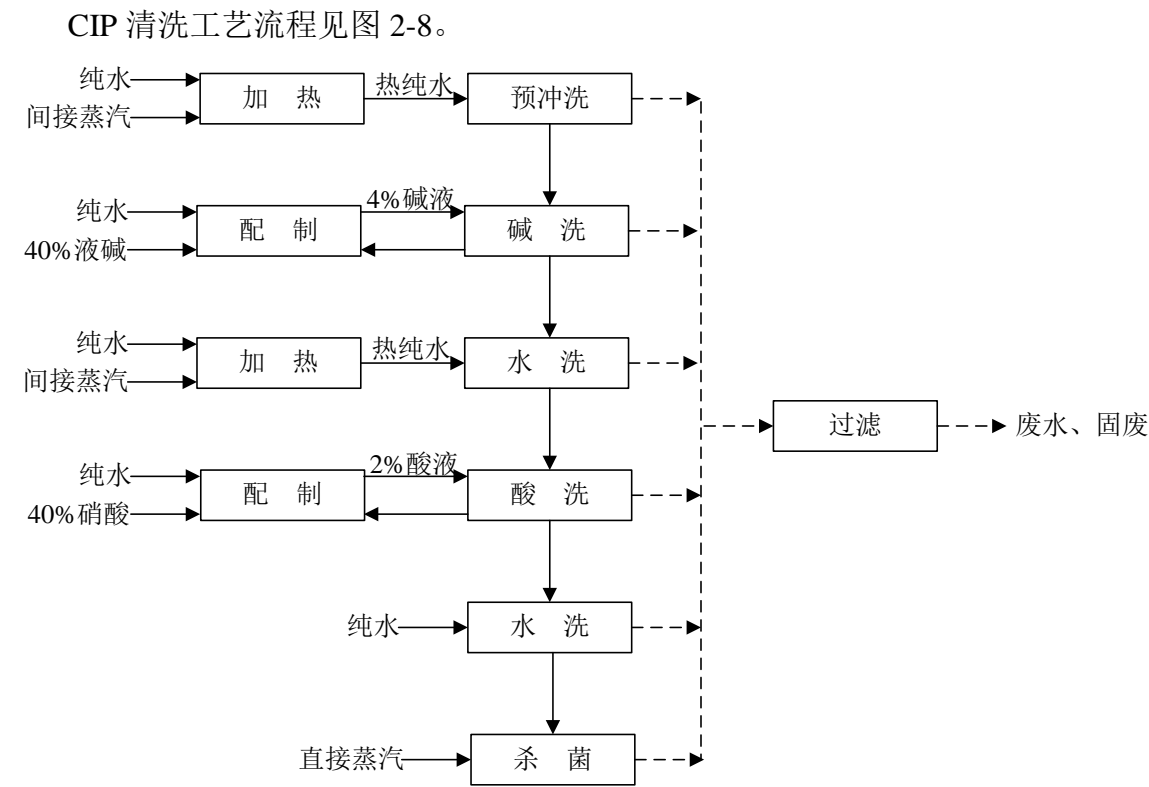 CIP 清洗工艺流程见图 2-8。
纯水
间接蒸汽
加 热
热纯水
预冲洗
纯水
40%液碱
配 制
4%碱液
碱 洗
纯水
间接蒸汽
加 热
热纯水
水 洗
过滤
废水、固废
纯水
40%硝酸
配 制
2%酸液
酸 洗
纯水
水 洗
直接蒸汽
杀 菌